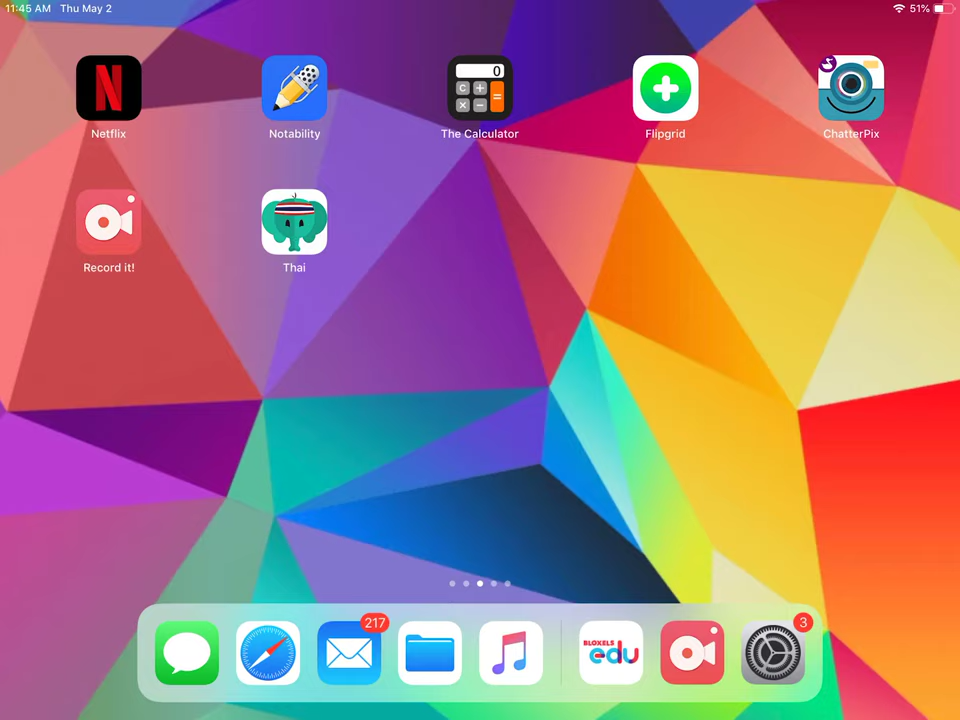 11:45 AM Thu May 2 51%
N
0
C +
× − =
Netflix Notability The Calculator Flipgrid ChatterPix
Record it! Thai
217 3
BLOXELS
edu